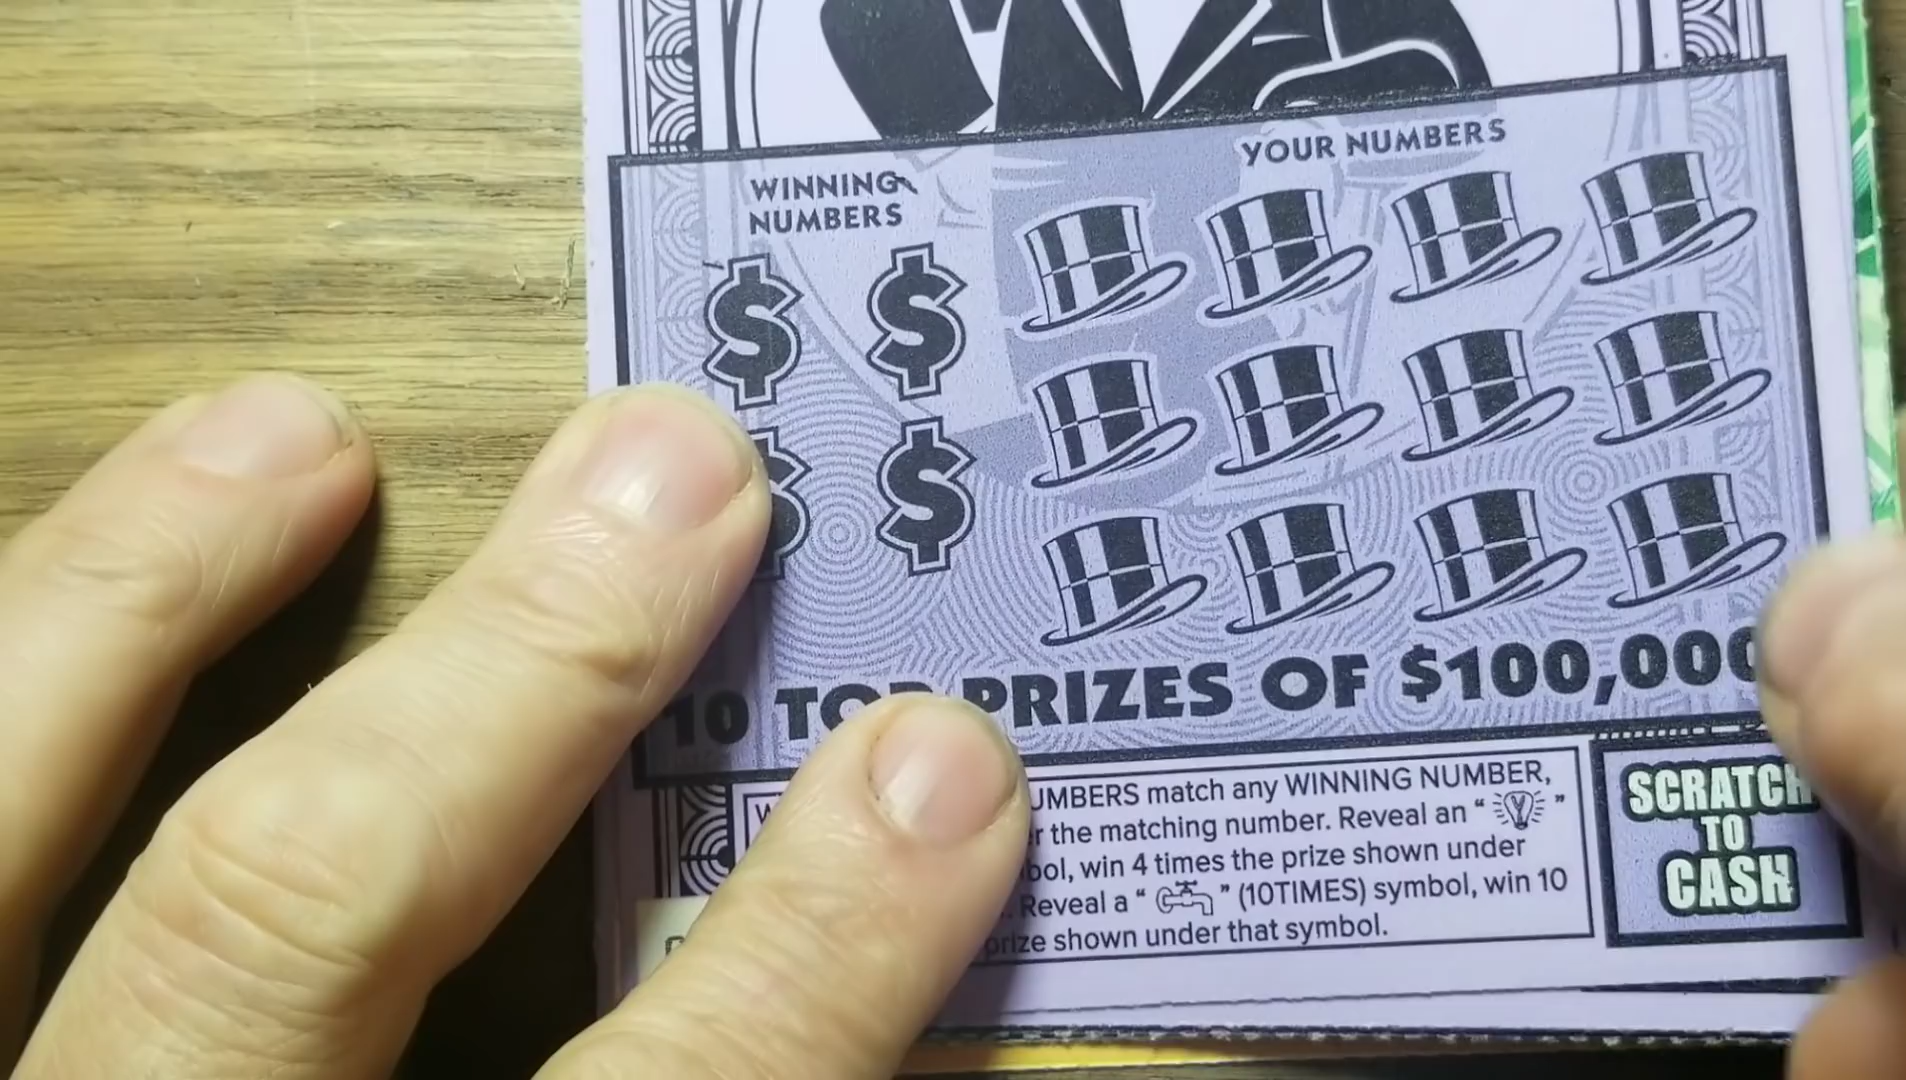 WINNING
NUMBERS
YOUR NUMBERS
$ $
$ $
10 TOP PRIZES OF $100,000
UMBERS match any WINNING NUMBER,
the matching number. Reveal an “ ”
win 4 times the prize shown under
Reveal a “ ” (10TIMES) symbol, win 10
prize shown under that symbol.
SCRATCH
TO
CASH